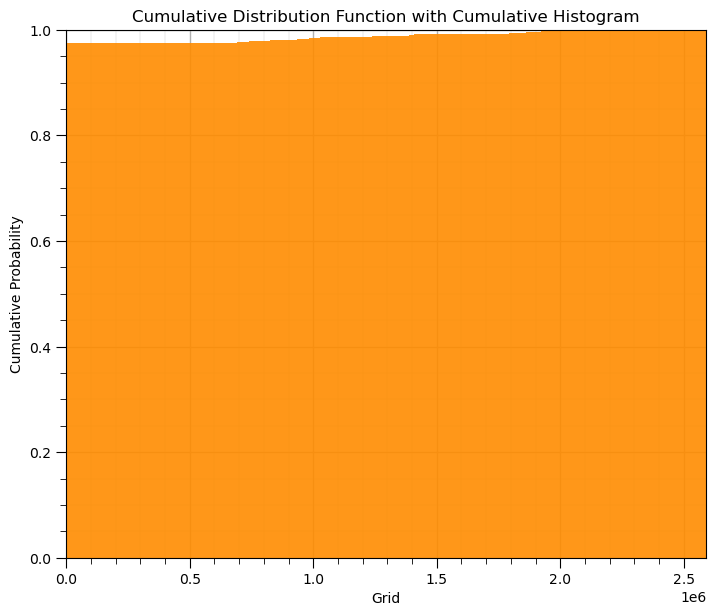 Cumulative Distribution Function with Cumulative Histogram
Cumulative Probability
1.0
0.8
0.6
0.4
0.2
0.0
0.0 0.5 1.0 1.5 2.0 2.5
1e6
Grid